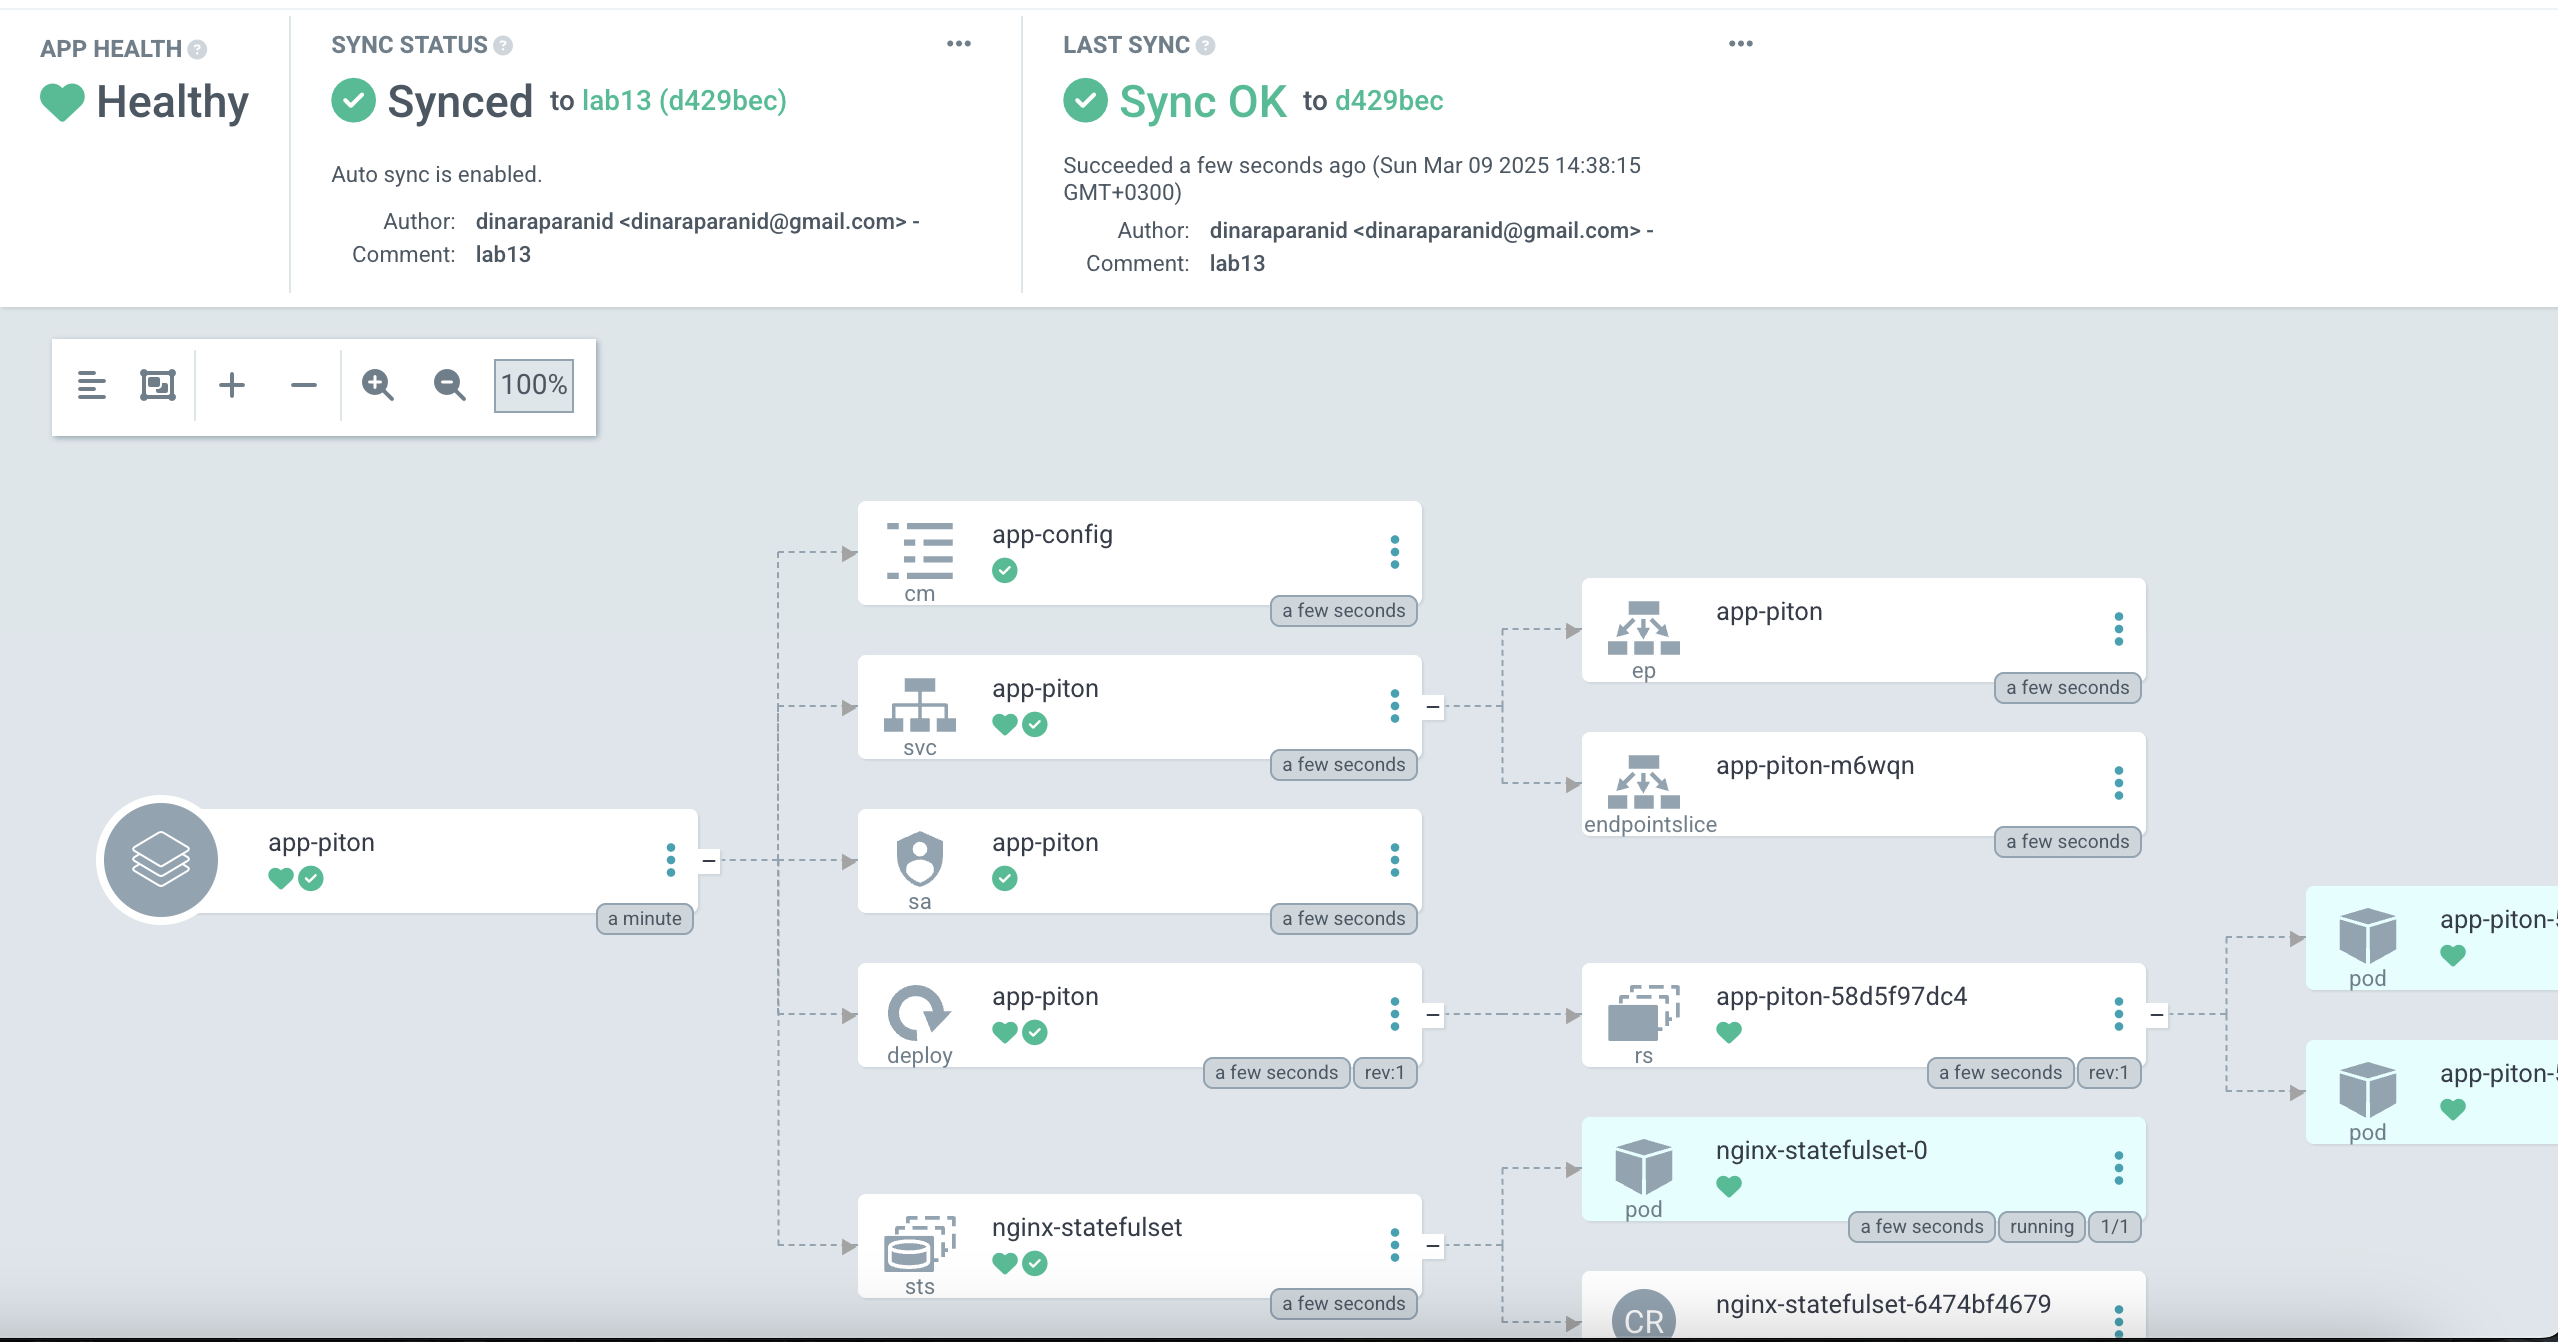 APP HEALTH ?
Healthy
SYNC STATUS ?
Synced to lab13 (d429bec)
Auto sync is enabled.
Author: dinaraparanid <dinaraparanid@gmail.com> -
Comment: lab13
LAST SYNC ?
Sync OK to d429bec
Succeeded a few seconds ago (Sun Mar 09 2025 14:38:15
GMT+0300)
Author: dinaraparanid <dinaraparanid@gmail.com> -
Comment: lab13
100%
app-piton
a minute
app-config
cm
a few seconds
app-piton
svc
a few seconds
app-piton
sa
a few seconds
app-piton
deploy
a few seconds rev:1
nginx-statefulset
sts
a few seconds
app-piton
ep
a few seconds
app-piton-m6wqn
endpointslice
a few seconds
app-piton-58d5f97dc4
rs
a few seconds rev:1
nginx-statefulset-0
pod
a few seconds running 1/1
nginx-statefulset-6474bf4679
CR
app-piton-5
pod
app-piton-5
pod